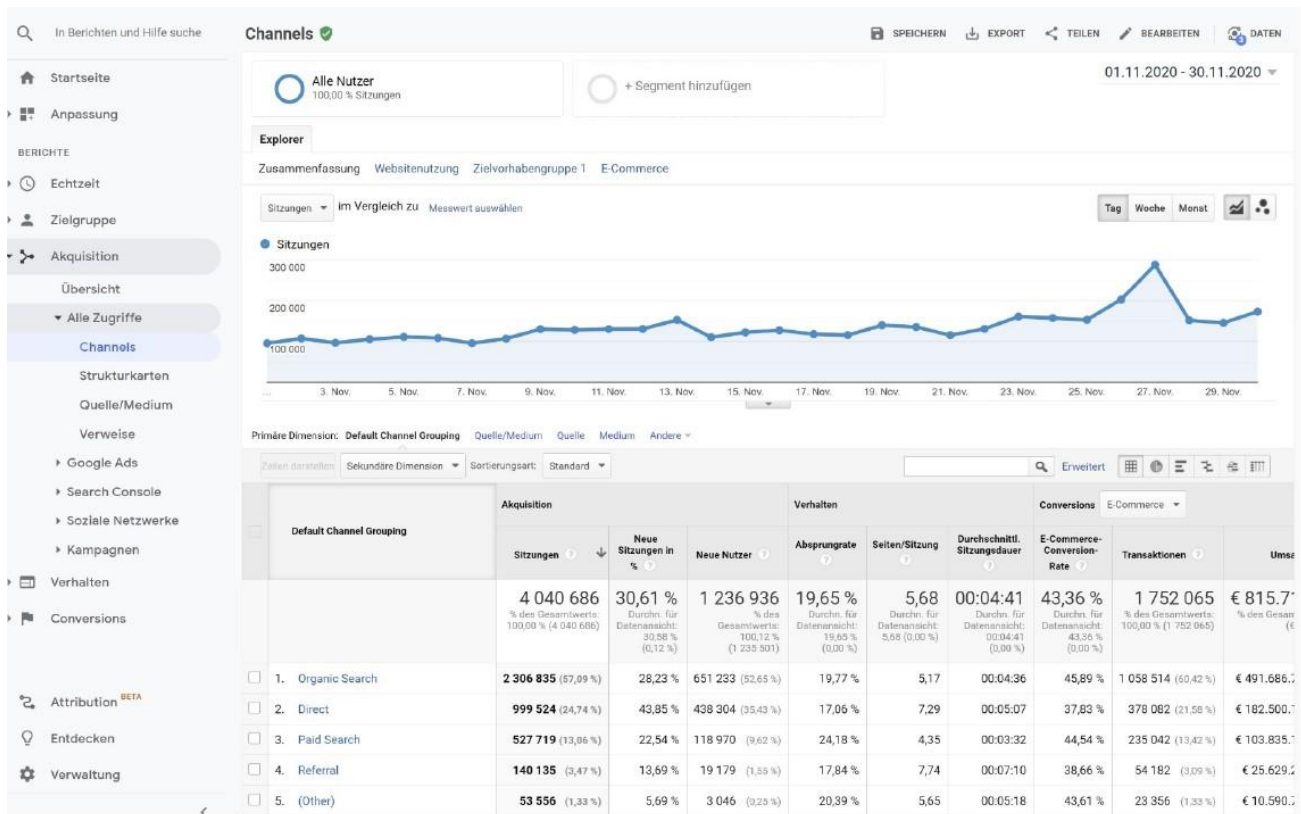 In Berichten und Hilfe suche
Startseite
Anpassung
BERICHTE
Echtzeit
Zielgruppe
Akquisition
Übersicht
Alle Zugriffe
Channels
Strukturkarten
Quelle/Medium
Verweise
Google Ads
Search Console
Soziale Netzwerke
Kampagnen
Verhalten
Conversions
Attribution BETA
Entdecken
Verwaltung
Channels
SPEICHERN EXPORT TEILEN BEARBEITEN DATEN
3
Alle Nutzer
100,00 % Sitzungen
+ Segment hinzufügen
01.11.2020 - 30.11.2020
Explorer
Zusammenfassung Websitenutzung Zielvorhabengruppe 1 E-Commerce
Sitzungen im Vergleich zu Messwert auswählen
Tag Woche Monat
Sitzungen
300 000
200 000
100 000
... 3. Nov. 5. Nov. 7. Nov. 9. Nov. 11. Nov. 13. Nov. 15. Nov. 17. Nov. 19. Nov. 21. Nov. 23. Nov. 25. Nov. 27. Nov. 29. Nov.
Primäre Dimension: Default Channel Grouping Quelle/Medium Quelle Medium Andere
Zeilen darstellen Sekundäre Dimension Sortierungsart: Standard Erweitert
Default Channel Grouping
Akquisition Verhalten Conversions E-Commerce
Sitzungen
Neue Sitzungen in %
Neue Nutzer
Absprungrate
Seiten/Sitzung
Durchschnittl. Sitzungsdauer
E-Commerce-Conversion-Rate
Transaktionen
Umsa
4 040 686 30,61 % 1 236 936 19,65 % 5,68 00:04:41 43,36 % 1 752 065 € 815.7
% des Gesamtwerts: 100,00 % (4 040 686)
Durchn. für Datenansicht: 30,58 % (0,12 %)
% des Gesamtwerts: 100,12 % (1 235 501)
Durchn. für Datenansicht: 19,65 % (0,00 %)
Durchn. für Datenansicht: 5,68 (0,00 %)
Durchn. für Datenansicht: 00:04:41 (0,00 %)
Durchn. für Datenansicht: 43,36 % (0,00 %)
% des Gesamtwerts: 100,00 % (1 752 065)
% des Gesam
1. Organic Search 2 306 835 (57,09 %) 28,23 % 651 233 (52,65 %) 19,77 % 5,17 00:04:36 45,89 % 1 058 514 (60,42 %) € 491.686.
2. Direct 999 524 (24,74 %) 43,85 % 438 304 (35,43 %) 17,06 % 7,29 00:05:07 37,83 % 378 082 (21,58 %) € 182.500.
3. Paid Search 527 719 (13,06 %) 22,54 % 118 970 (9,62 %) 24,18 % 4,35 00:03:32 44,54 % 235 042 (13,42 %) € 103.835.
4. Referral 140 135 (3,47 %) 13,69 % 19 179 (1,55 %) 17,84 % 7,74 00:07:10 38,66 % 54 182 (3,09 %) € 25.629.
5. (Other) 53 556 (1,33 %) 5,69 % 3 046 (0,25 %) 20,39 % 5,65 00:05:18 43,61 % 23 356 (1,33 %) € 10.590.